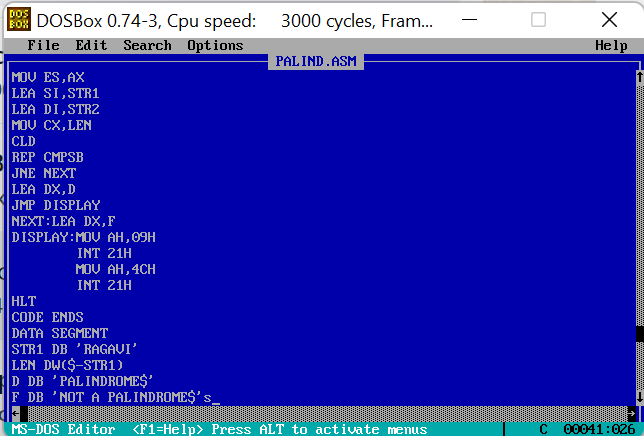 DOSBox 0.74-3, Cpu speed: 3000 cycles, Fram...
File Edit Search Options Help
PALIND.ASM
MOV ES,AX
LEA SI,STR1
LEA DI,STR2
MOV CX,LEN
CLD
REP CMPSB
JNE NEXT
LEA DX,D
JMP DISPLAY
NEXT:LEA DX,F
DISPLAY:MOV AH,09H
INT 21H
MOV AH,4CH
INT 21H
HLT
CODE ENDS
DATA SEGMENT
STR1 DB 'RAGAVI'
LEN DW($-STR1)
D DB 'PALINDROME$'
F DB 'NOT A PALINDROME$'s_
MS-DOS Editor <F1=Help> Press ALT to activate menus | C 00041:026